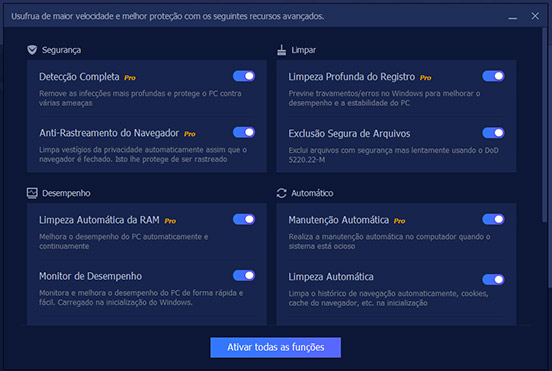 Usufrua de maior velocidade e melhor proteção com os seguintes recursos avançados.
Segurança
Detecção Completa Pro
Remove as infecções mais profundas e protege o PC contra
várias ameaças
Anti-Rastreamento do Navegador Pro
Limpa vestígios da privacidade automaticamente assim que o
navegador é fechado. Isto lhe protege de ser rastreado
Limpar
Limpeza Profunda do Registro Pro
Previne travamentos/erros no Windows para melhorar o
desempenho e a estabilidade do PC
Exclusão Segura de Arquivos
Exclui arquivos com segurança mas lentamente usando o DoD
5220.22-M
Desempenho
Limpeza Automática da RAM Pro
Melhora o desempenho do PC automaticamente e
continuamente
Monitor de Desempenho
Monitora e melhora o desempenho do PC de forma rápida e
fácil. Carregado na inicialização do Windows.
Automático
Manutenção Automática Pro
Realiza a manutenção automática no computador quando o
sistema está ocioso
Limpeza Automática
Limpa o histórico de navegação automaticamente, cookies,
cache do navegador, etc. na inicialização
Ativar todas as funções